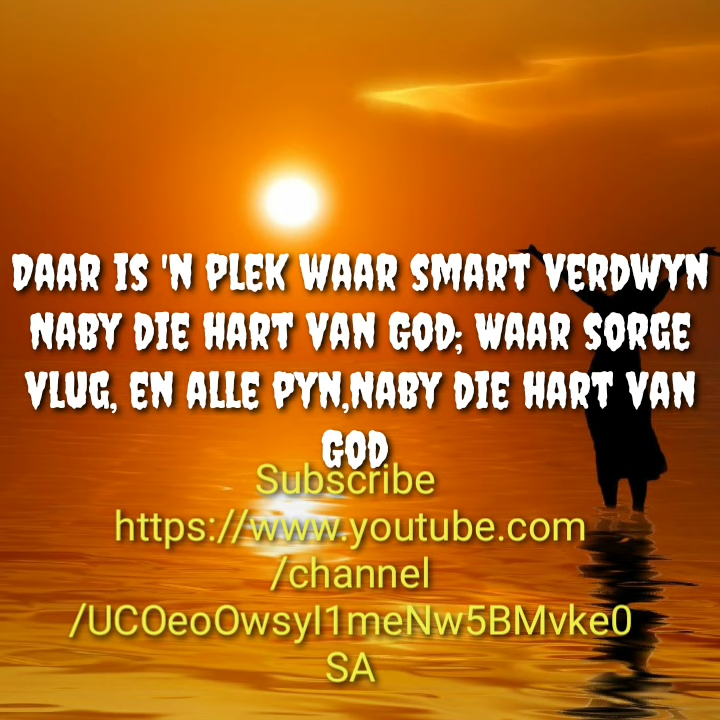 DAAR IS 'N PLEK WAAR SMART VERDWYN
NABY DIE HART VAN GOD; WAAR SORGE
VLUG, EN ALLE PYN,NABY DIE HART VAN
GOD
Subscribe
https://www.youtube.com
/channel
/UCOeoOwsyI1meNw5BMvke0
SA